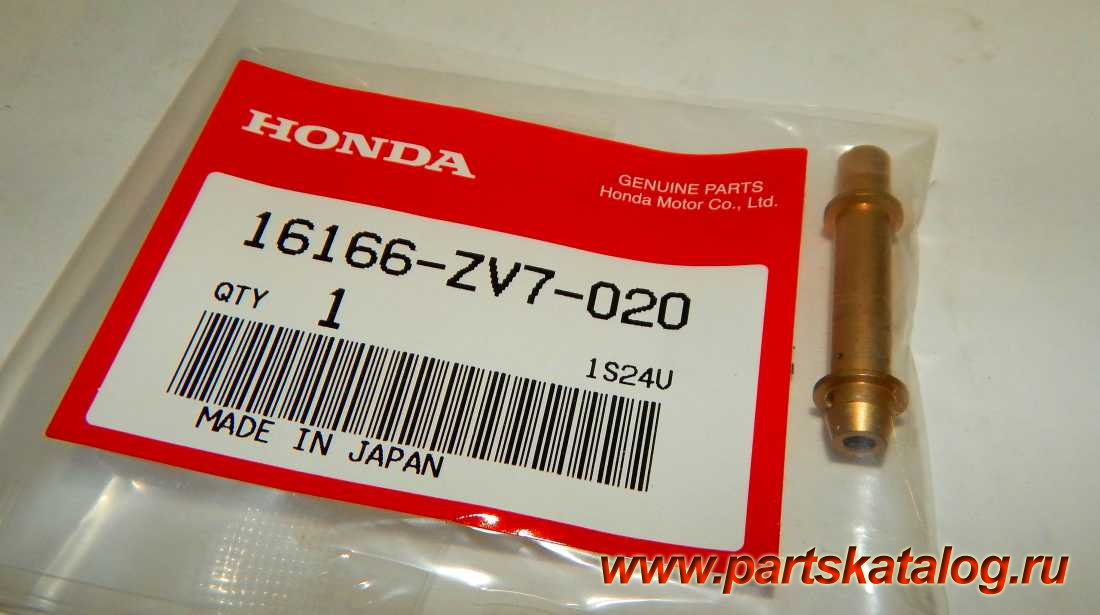 HONDA
GENUINE PARTS
Honda Motor Co., Ltd.
16166-ZV7-020
QTY 1
1S24U
MADE IN JAPAN
www.partskatalog.ru